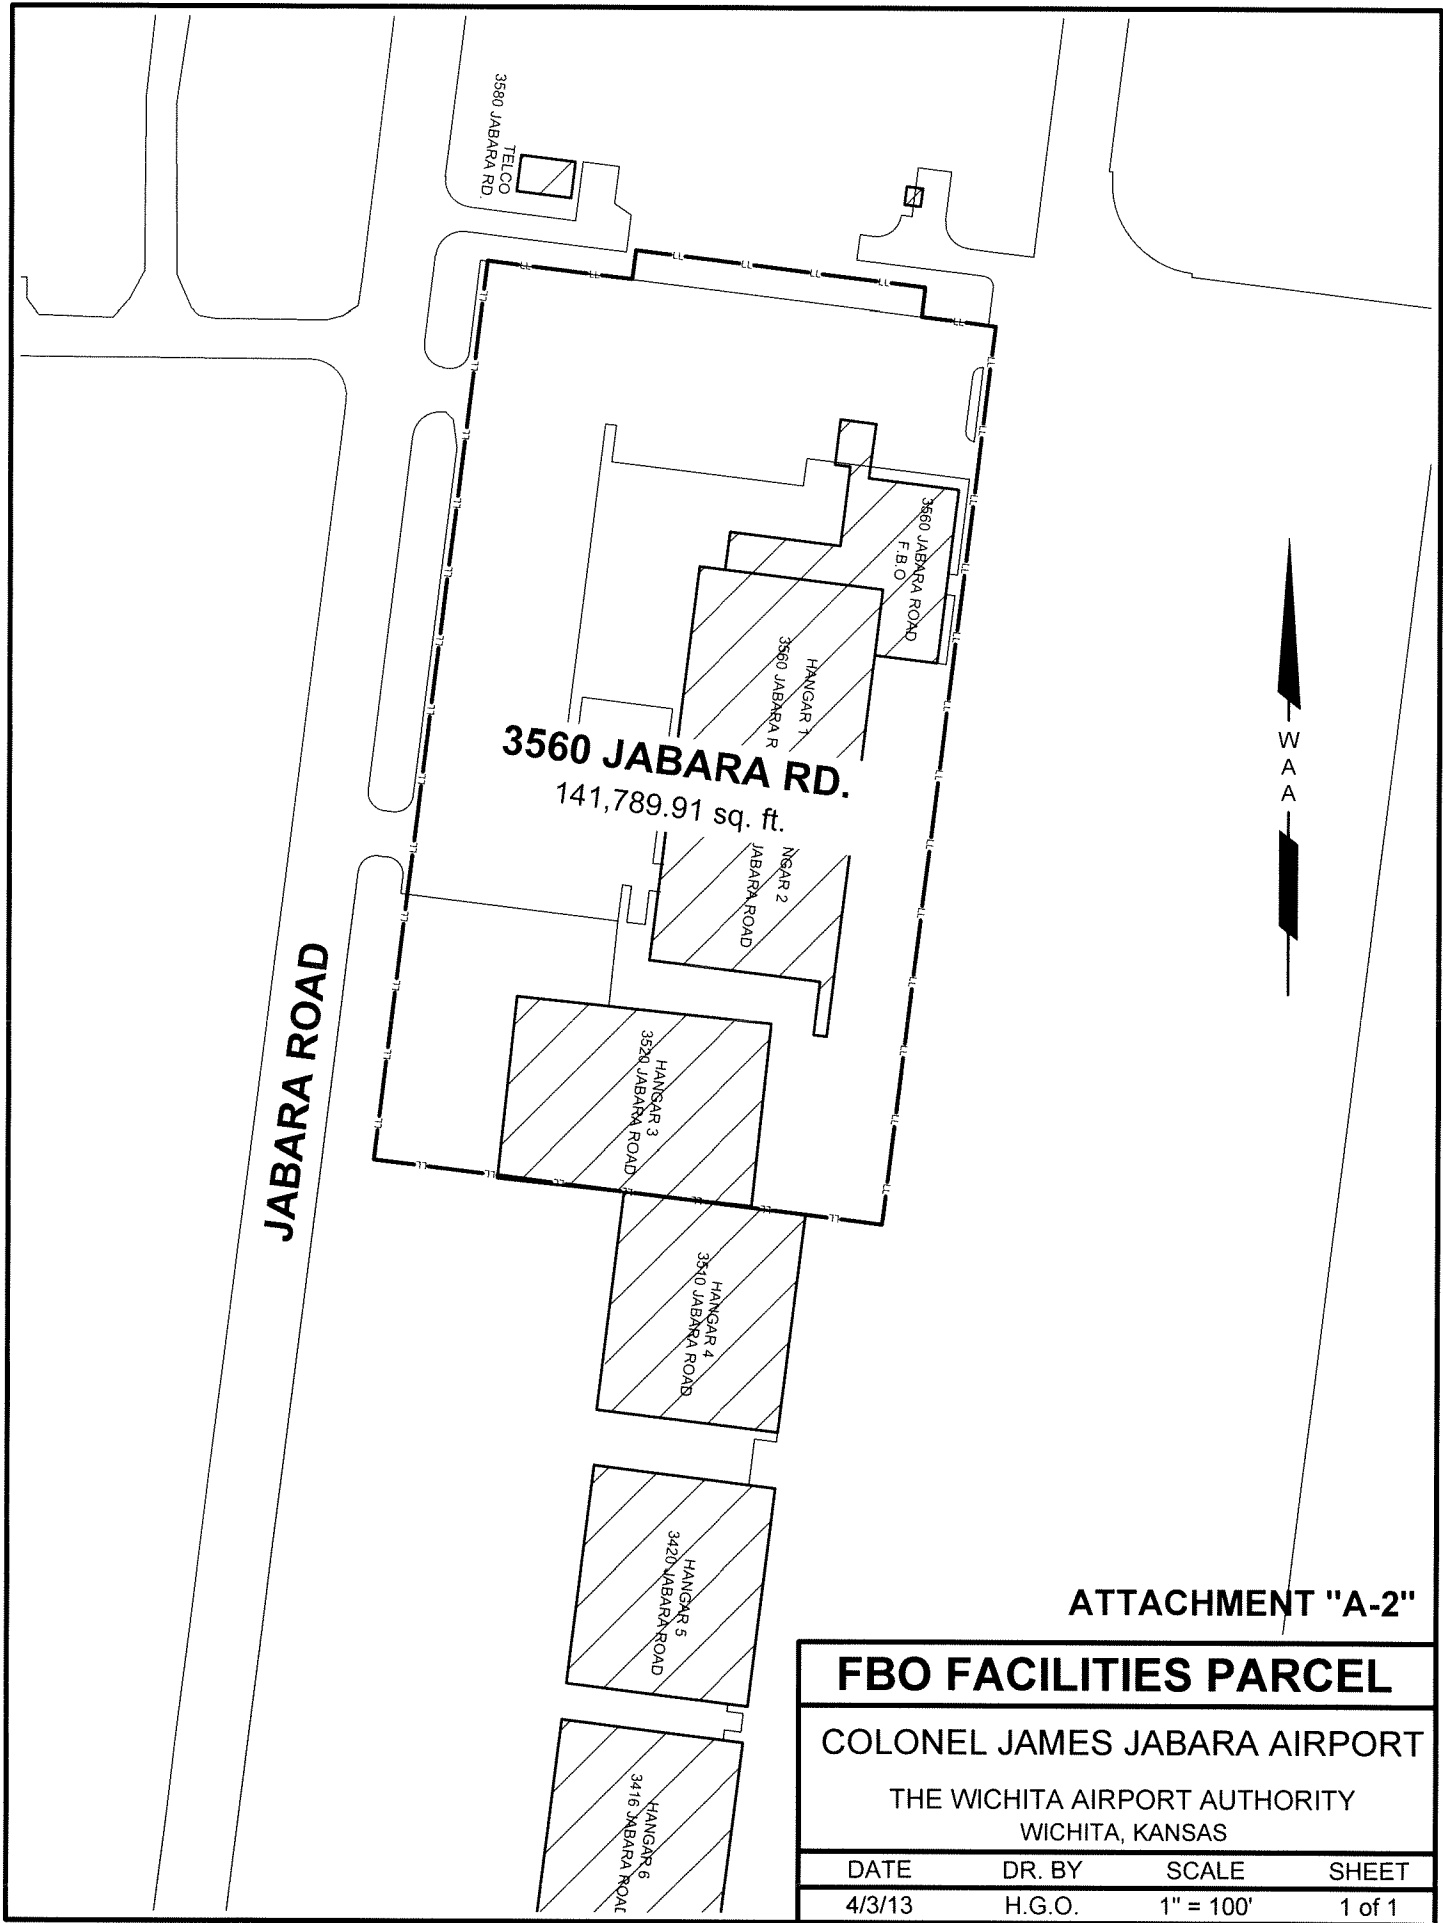 3580 JABARA RD.
TELCO
3560 JABARA ROAD
F.B.O
HANGAR 1
3560 JABARA R
3560 JABARA RD.
141,789.91 sq. ft.
NGAR 2
JABARA ROAD
W
A
A
JABARA ROAD
HANGAR 3
3520 JABARA ROAD
HANGAR 4
3510 JABARA ROAD
HANGAR 5
3420 JABARA ROAD
HANGAR 6
3416 JABARA ROAD
ATTACHMENT "A-2"
FBO FACILITIES PARCEL
COLONEL JAMES JABARA AIRPORT
THE WICHITA AIRPORT AUTHORITY
WICHITA, KANSAS
DATE DR. BY SCALE SHEET
4/3/13 H.G.O. 1" = 100' 1 of 1